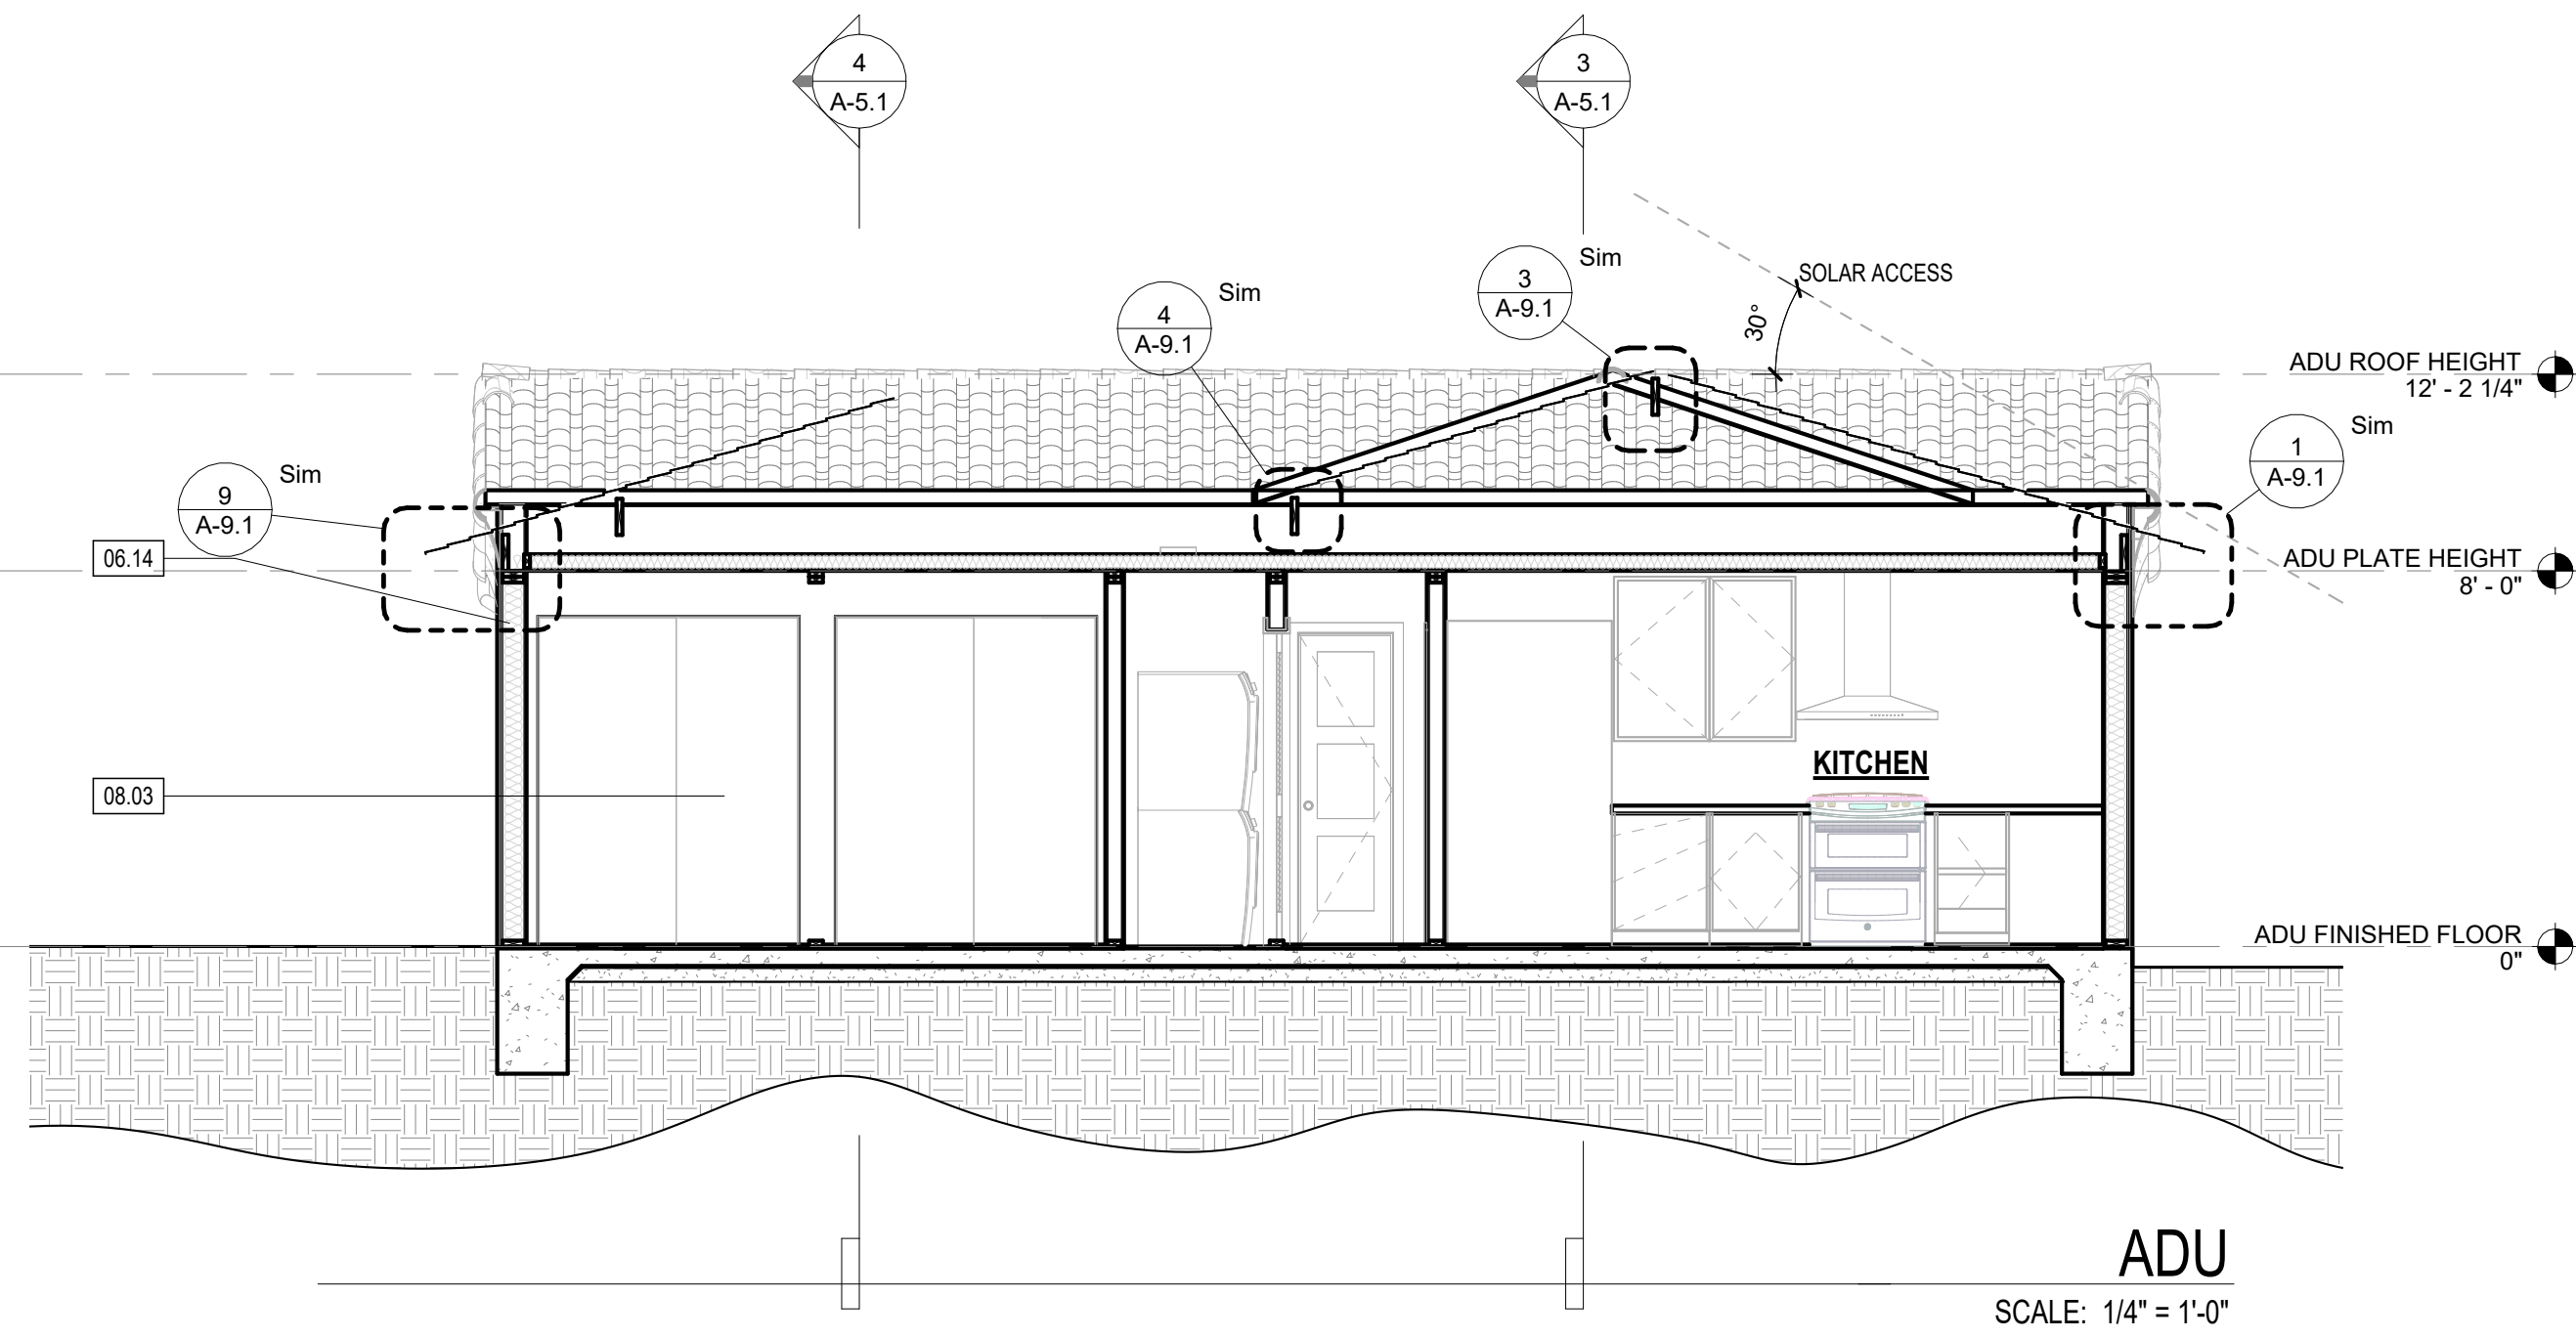 4
A-5.1
3
A-5.1
Sim
3
A-9.1
SOLAR ACCESS
Sim
4
A-9.1
30°
ADU ROOF HEIGHT
12' - 2 1/4"
Sim
1
A-9.1
Sim
9
A-9.1
06.14
ADU PLATE HEIGHT
8' - 0"
KITCHEN
08.03
ADU FINISHED FLOOR
0"
ADU
SCALE: 1/4" = 1'-0"